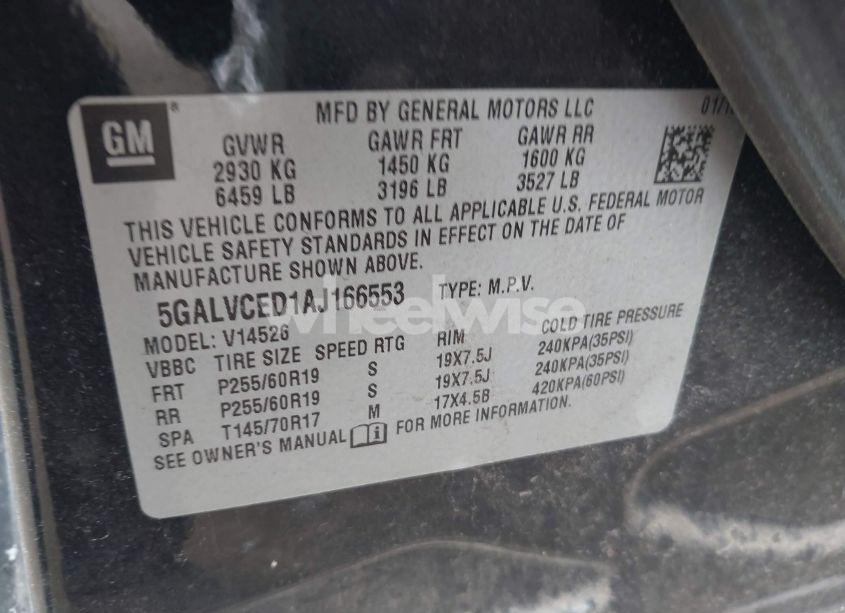 GM ®
MFD BY GENERAL MOTORS LLC
GVWR GAWR FRT GAWR RR
2930 KG 1450 KG 1600 KG
6459 LB 3196 LB 3527 LB
THIS VEHICLE CONFORMS TO ALL APPLICABLE U.S. FEDERAL MOTOR
VEHICLE SAFETY STANDARDS IN EFFECT ON THE DATE OF
MANUFACTURE SHOWN ABOVE.
5GALVCED1AJ166553 TYPE: M.P.V.
wheelwise
MODEL: V14526
VBBC TIRE SIZE SPEED RTG RIM COLD TIRE PRESSURE
FRT P255/60R19 S 19X7.5J 240KPA(35PSI)
RR P255/60R19 S 19X7.5J 240KPA(35PSI)
SPA T145/70R17 M 17X4.5B 420KPA(60PSI)
SEE OWNER'S MANUAL FOR MORE INFORMATION.